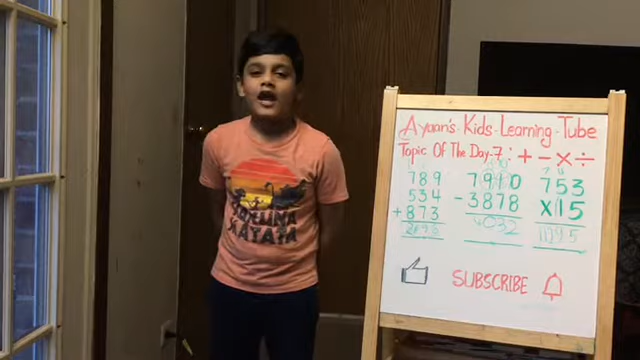 Ayaan's Kids Learning Tube
Topic Of The Day-7: + - × ÷
789
534
+ 873
7910
- 3878
4032
753
X 15
SUBSCRIBE
MATATA